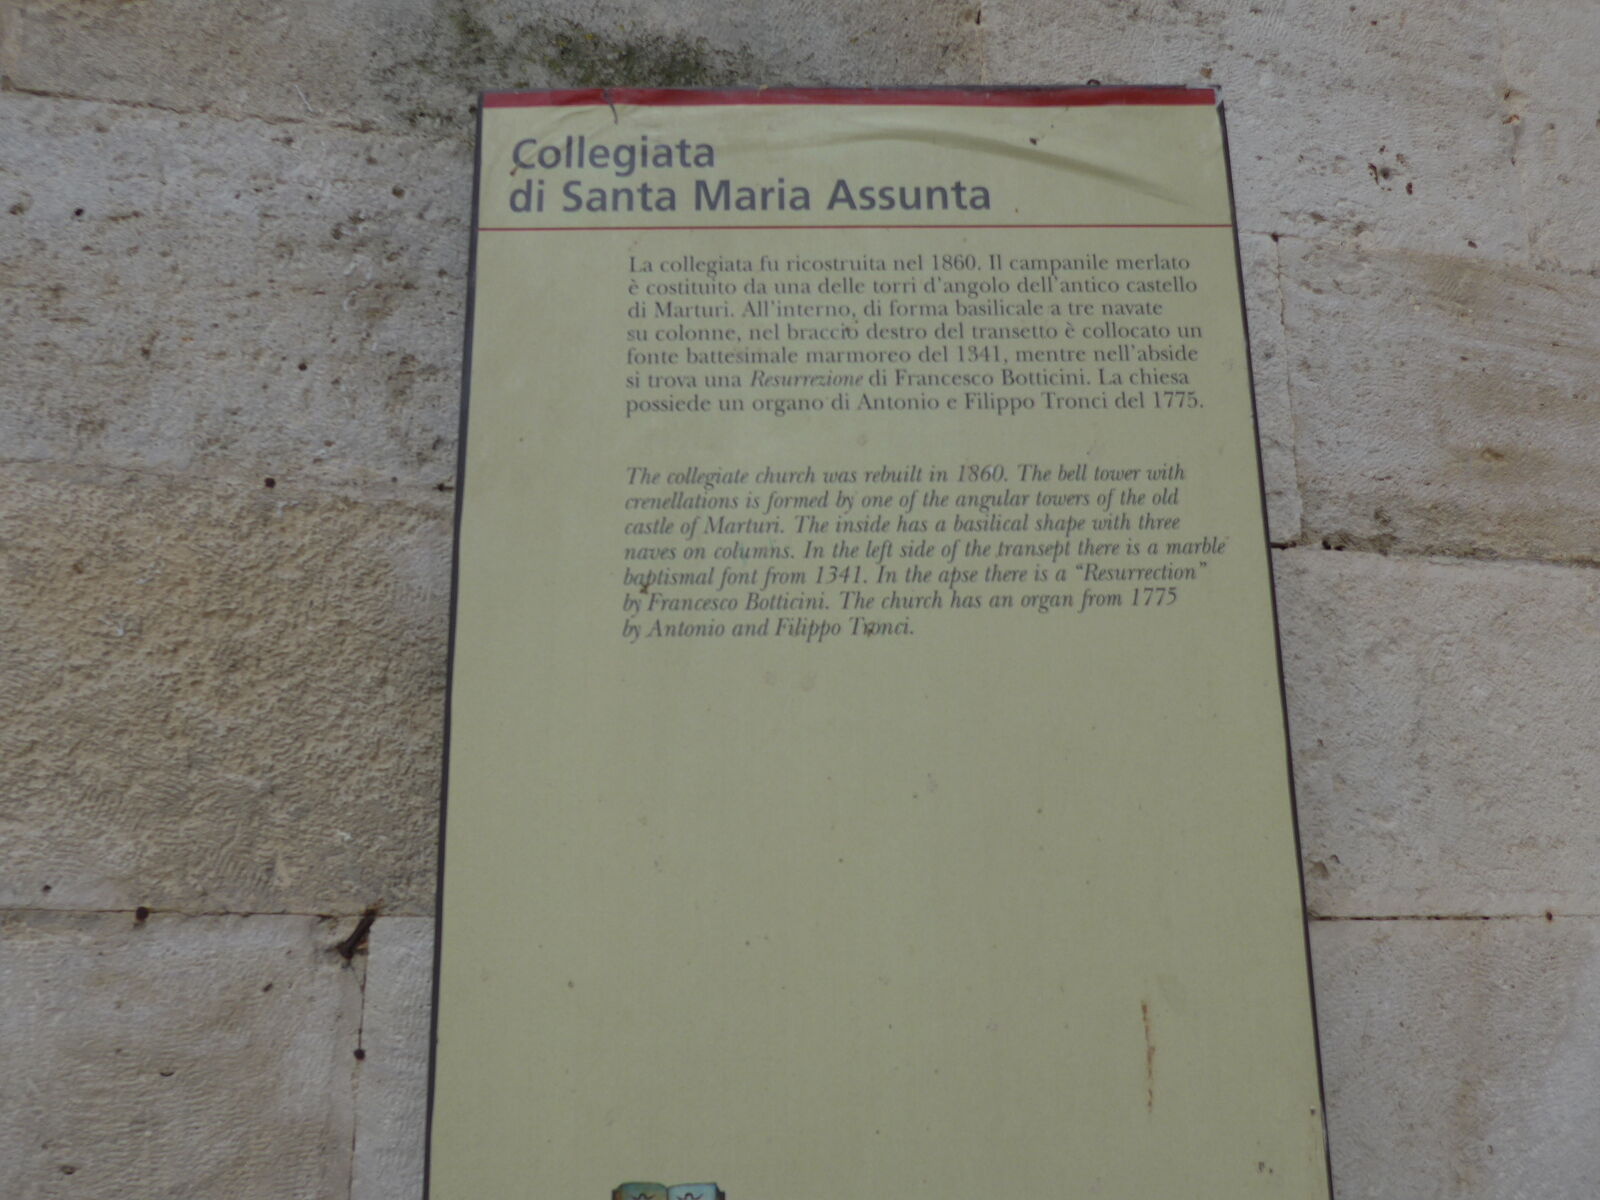 Collegiata
di Santa Maria Assunta
La collegiata fu ricostruita nel 1860. Il campanile merlato
è costituito da una delle torri d'angolo dell'antico castello
di Marturi. All'interno, di forma basilicale a tre navate
su colonne, nel braccio destro del transetto è collocato un
fonte battesimale marmoreo del 1341, mentre nell'abside
si trova una Resurrezione di Francesco Botticini. La chiesa
possiede un organo di Antonio e Filippo Tronci del 1775.
The collegiate church was rebuilt in 1860. The bell tower with
crenellations is formed by one of the angular towers of the old
castle of Marturi. The inside has a basilical shape with three
naves on columns. In the left side of the transept there is a marble
baptismal font from 1341. In the apse there is a "Resurrection"
by Francesco Botticini. The church has an organ from 1775
by Antonio and Filippo Tronci.